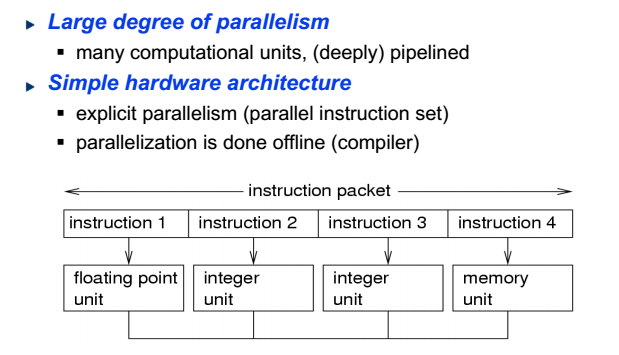 Large degree of parallelism
many computational units, (deeply) pipelined
Simple hardware architecture
explicit parallelism (parallel instruction set)
parallelization is done offline (compiler)
instruction packet
instruction 1 instruction 2 instruction 3 instruction 4
floating point unit
integer unit
integer unit
memory unit